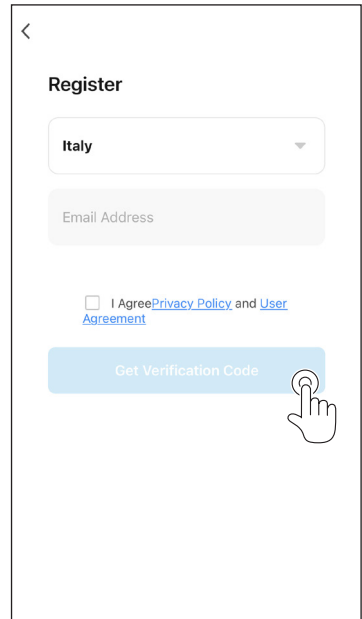 Register
Italy
Email Address
I AgreePrivacy Policy and User
Agreement
Get Verification Code